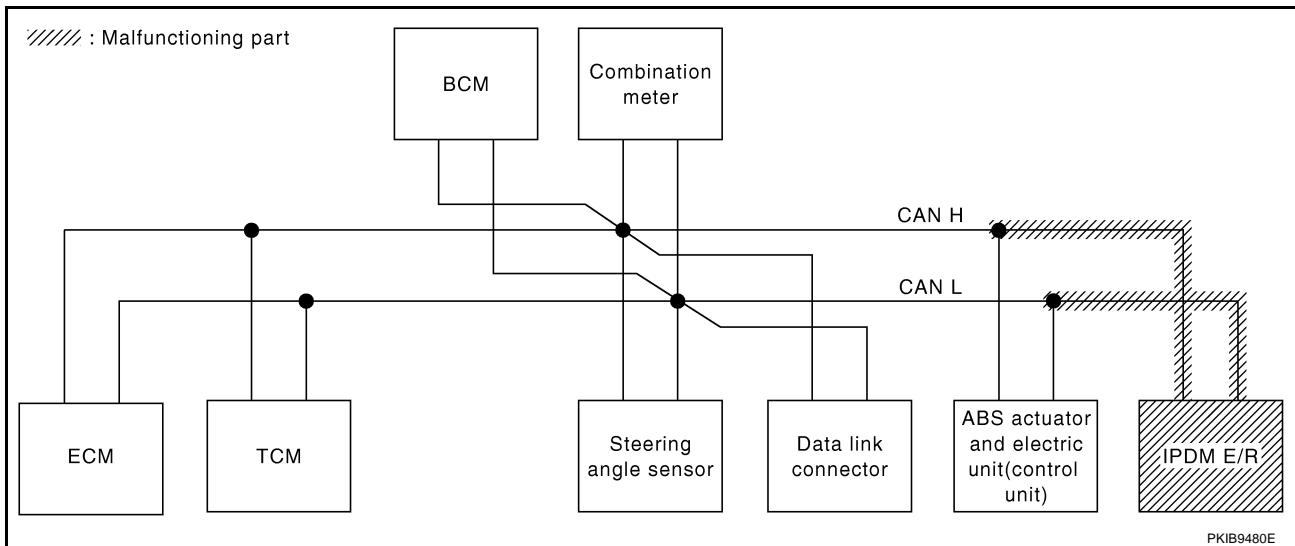 : Malfunctioning part
BCM
Combination
meter
CAN H
CAN L
ECM
TCM
Steering
angle sensor
Data link
connector
ABS actuator
and electric
unit(control
unit)
IPDM E/R
PKIB9480E